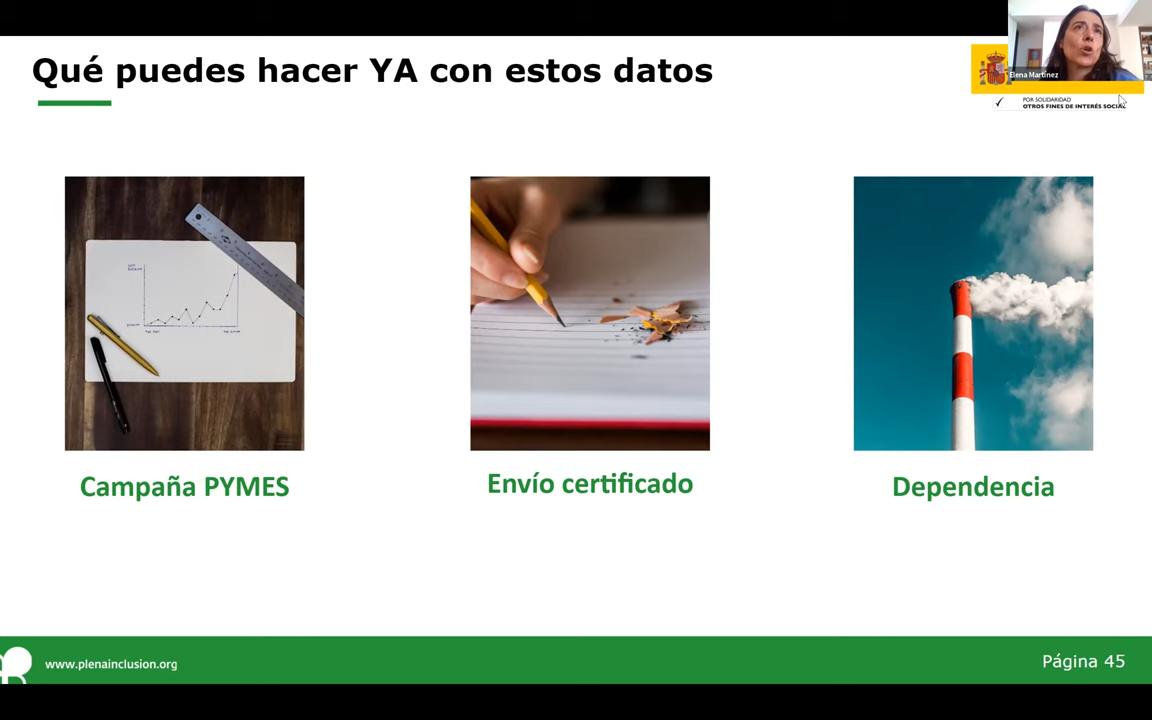 Qué puedes hacer YA con estos datos
Elena Martínez
POR SOLIDARIDAD
OTROS FINES DE INTERÉS SOCIAL
Campaña PYMES
Envío certificado
Dependencia
www.plenainclusion.org
Página 45